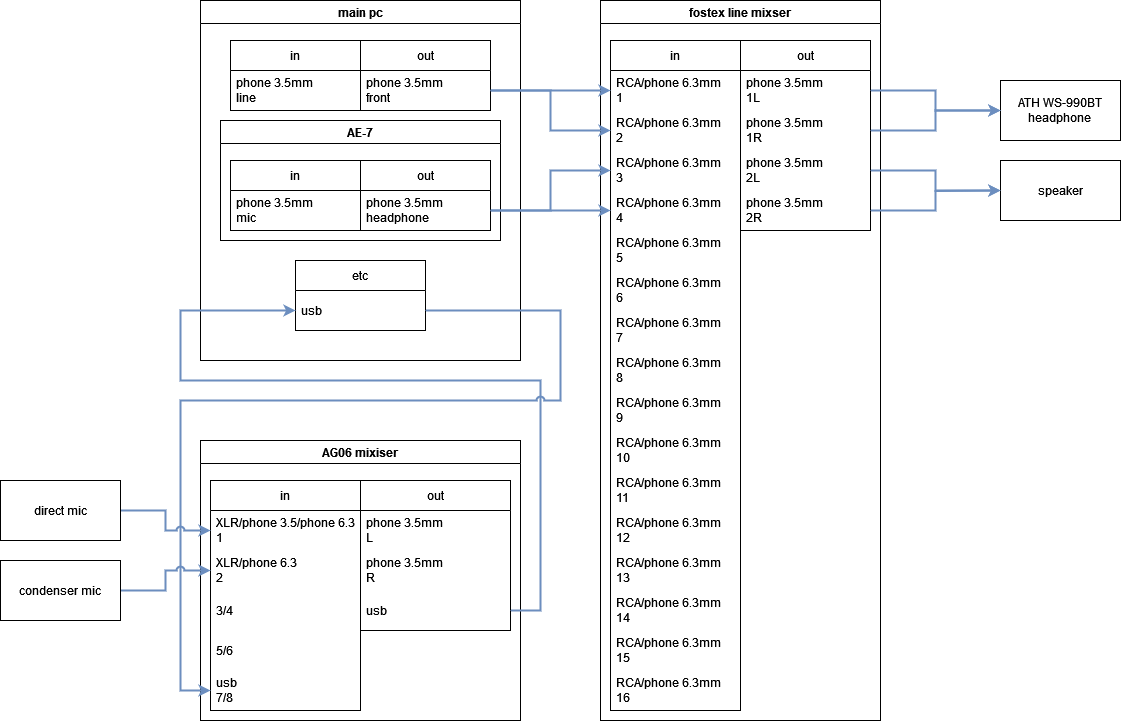 main pc
in
out
phone 3.5mm
line
phone 3.5mm
front
AE-7
in
out
phone 3.5mm
mic
phone 3.5mm
headphone
etc
usb
fostex line mixser
in
out
RCA/phone 6.3mm
1
RCA/phone 6.3mm
2
RCA/phone 6.3mm
3
RCA/phone 6.3mm
4
RCA/phone 6.3mm
5
RCA/phone 6.3mm
6
RCA/phone 6.3mm
7
RCA/phone 6.3mm
8
RCA/phone 6.3mm
9
RCA/phone 6.3mm
10
RCA/phone 6.3mm
11
RCA/phone 6.3mm
12
RCA/phone 6.3mm
13
RCA/phone 6.3mm
14
RCA/phone 6.3mm
15
RCA/phone 6.3mm
16
phone 3.5mm
1L
phone 3.5mm
1R
phone 3.5mm
2L
phone 3.5mm
2R
ATH WS-990BT
headphone
speaker
direct mic
condenser mic
AG06 mixiser
in
out
XLR/phone 3.5/phone 6.3
1
XLR/phone 6.3
2
3/4
5/6
usb
7/8
phone 3.5mm
L
phone 3.5mm
R
usb